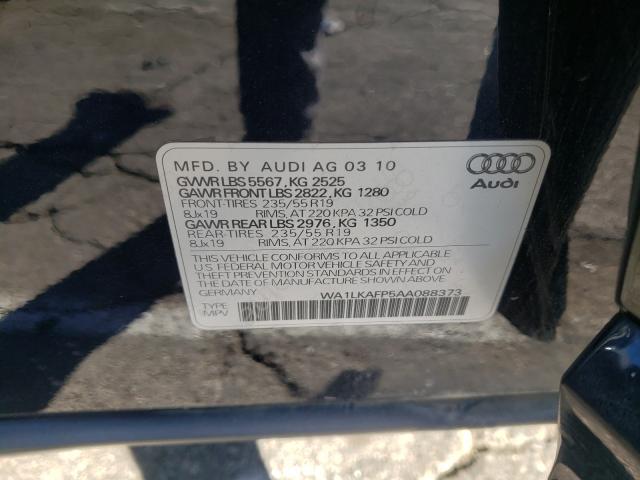 MFD. BY AUDI AG 03 10
GVWR LBS 5567, KG 2525
GAWR FRONT LBS 2822, KG 1280
FRONT-TIRES 235/55 R19
8Jx19 RIMS, AT 220 KPA 32 PSI COLD
GAWR REAR LBS 2976, KG 1350
REAR-TIRES 235/55 R19
8Jx19 RIMS, AT 220 KPA 32 PSI COLD
THIS VEHICLE CONFORMS TO ALL APPLICABLE
U.S. FEDERAL MOTOR VEHICLE SAFETY AND
THEFT PREVENTION STANDARDS IN EFFECT ON
THE DATE OF MANUFACTURE SHOWN ABOVE.
GERMANY WA1LKAFP5AA088373
TYPE:
MPV
Audi